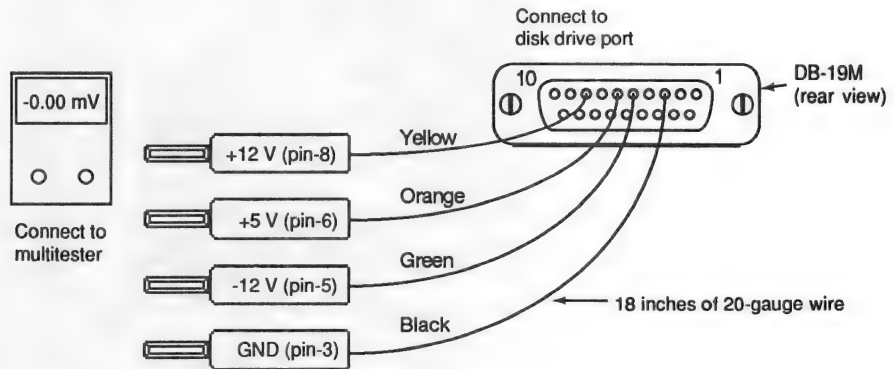 Connect to
disk drive port
10
1
DB-19M
(rear view)
-0.00 mV
Yellow
+12 V (pin-8)
Orange
+5 V (pin-6)
Connect to
multitester
Green
-12 V (pin-5)
18 inches of 20-gauge wire
Black
GND (pin-3)